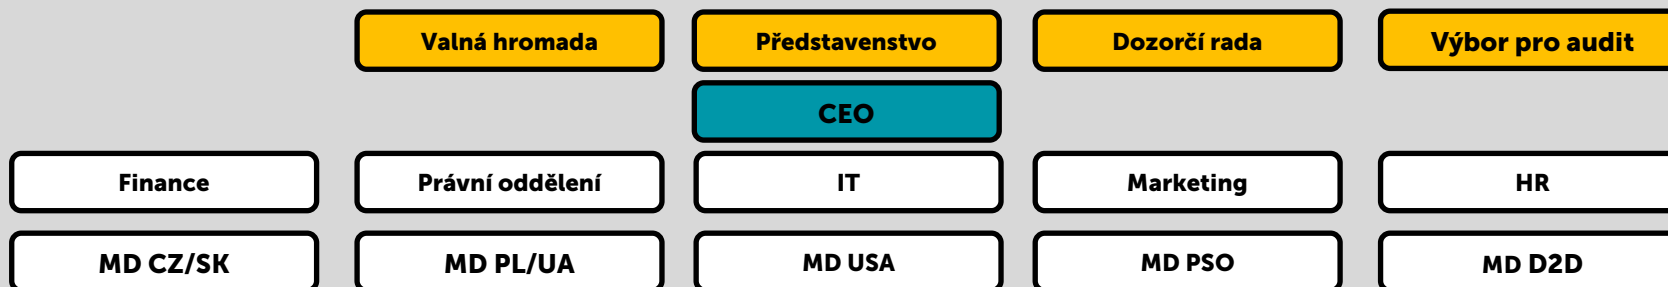 Valná hromada
Představenstvo
Dozorčí rada
Výbor pro audit
CEO
Finance
Právní oddělení
IT
Marketing
HR
MD CZ/SK
MD PL/UA
MD USA
MD PSO
MD D2D